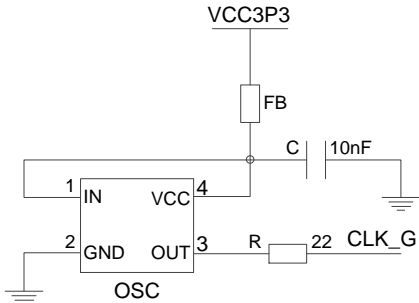 VCC3P3
FB
C 10nF
1 IN VCC 4
2 GND OUT 3 R 22 CLK_G
OSC